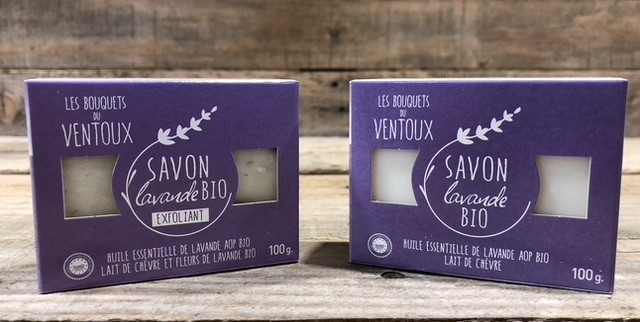 LES BOUQUETS
DU
VENTOUX
SAVON
lavande BIO
EXFOLIANT
HUILE ESSENTIELLE DE LAVANDE AOP BIO
LAIT DE CHÈVRE ET FLEURS DE LAVANDE BIO
100 g.
LES BOUQUETS
DU
VENTOUX
SAVON
lavande
BIO
HUILE ESSENTIELLE DE LAVANDE AOP BIO
LAIT DE CHÈVRE
100 g.